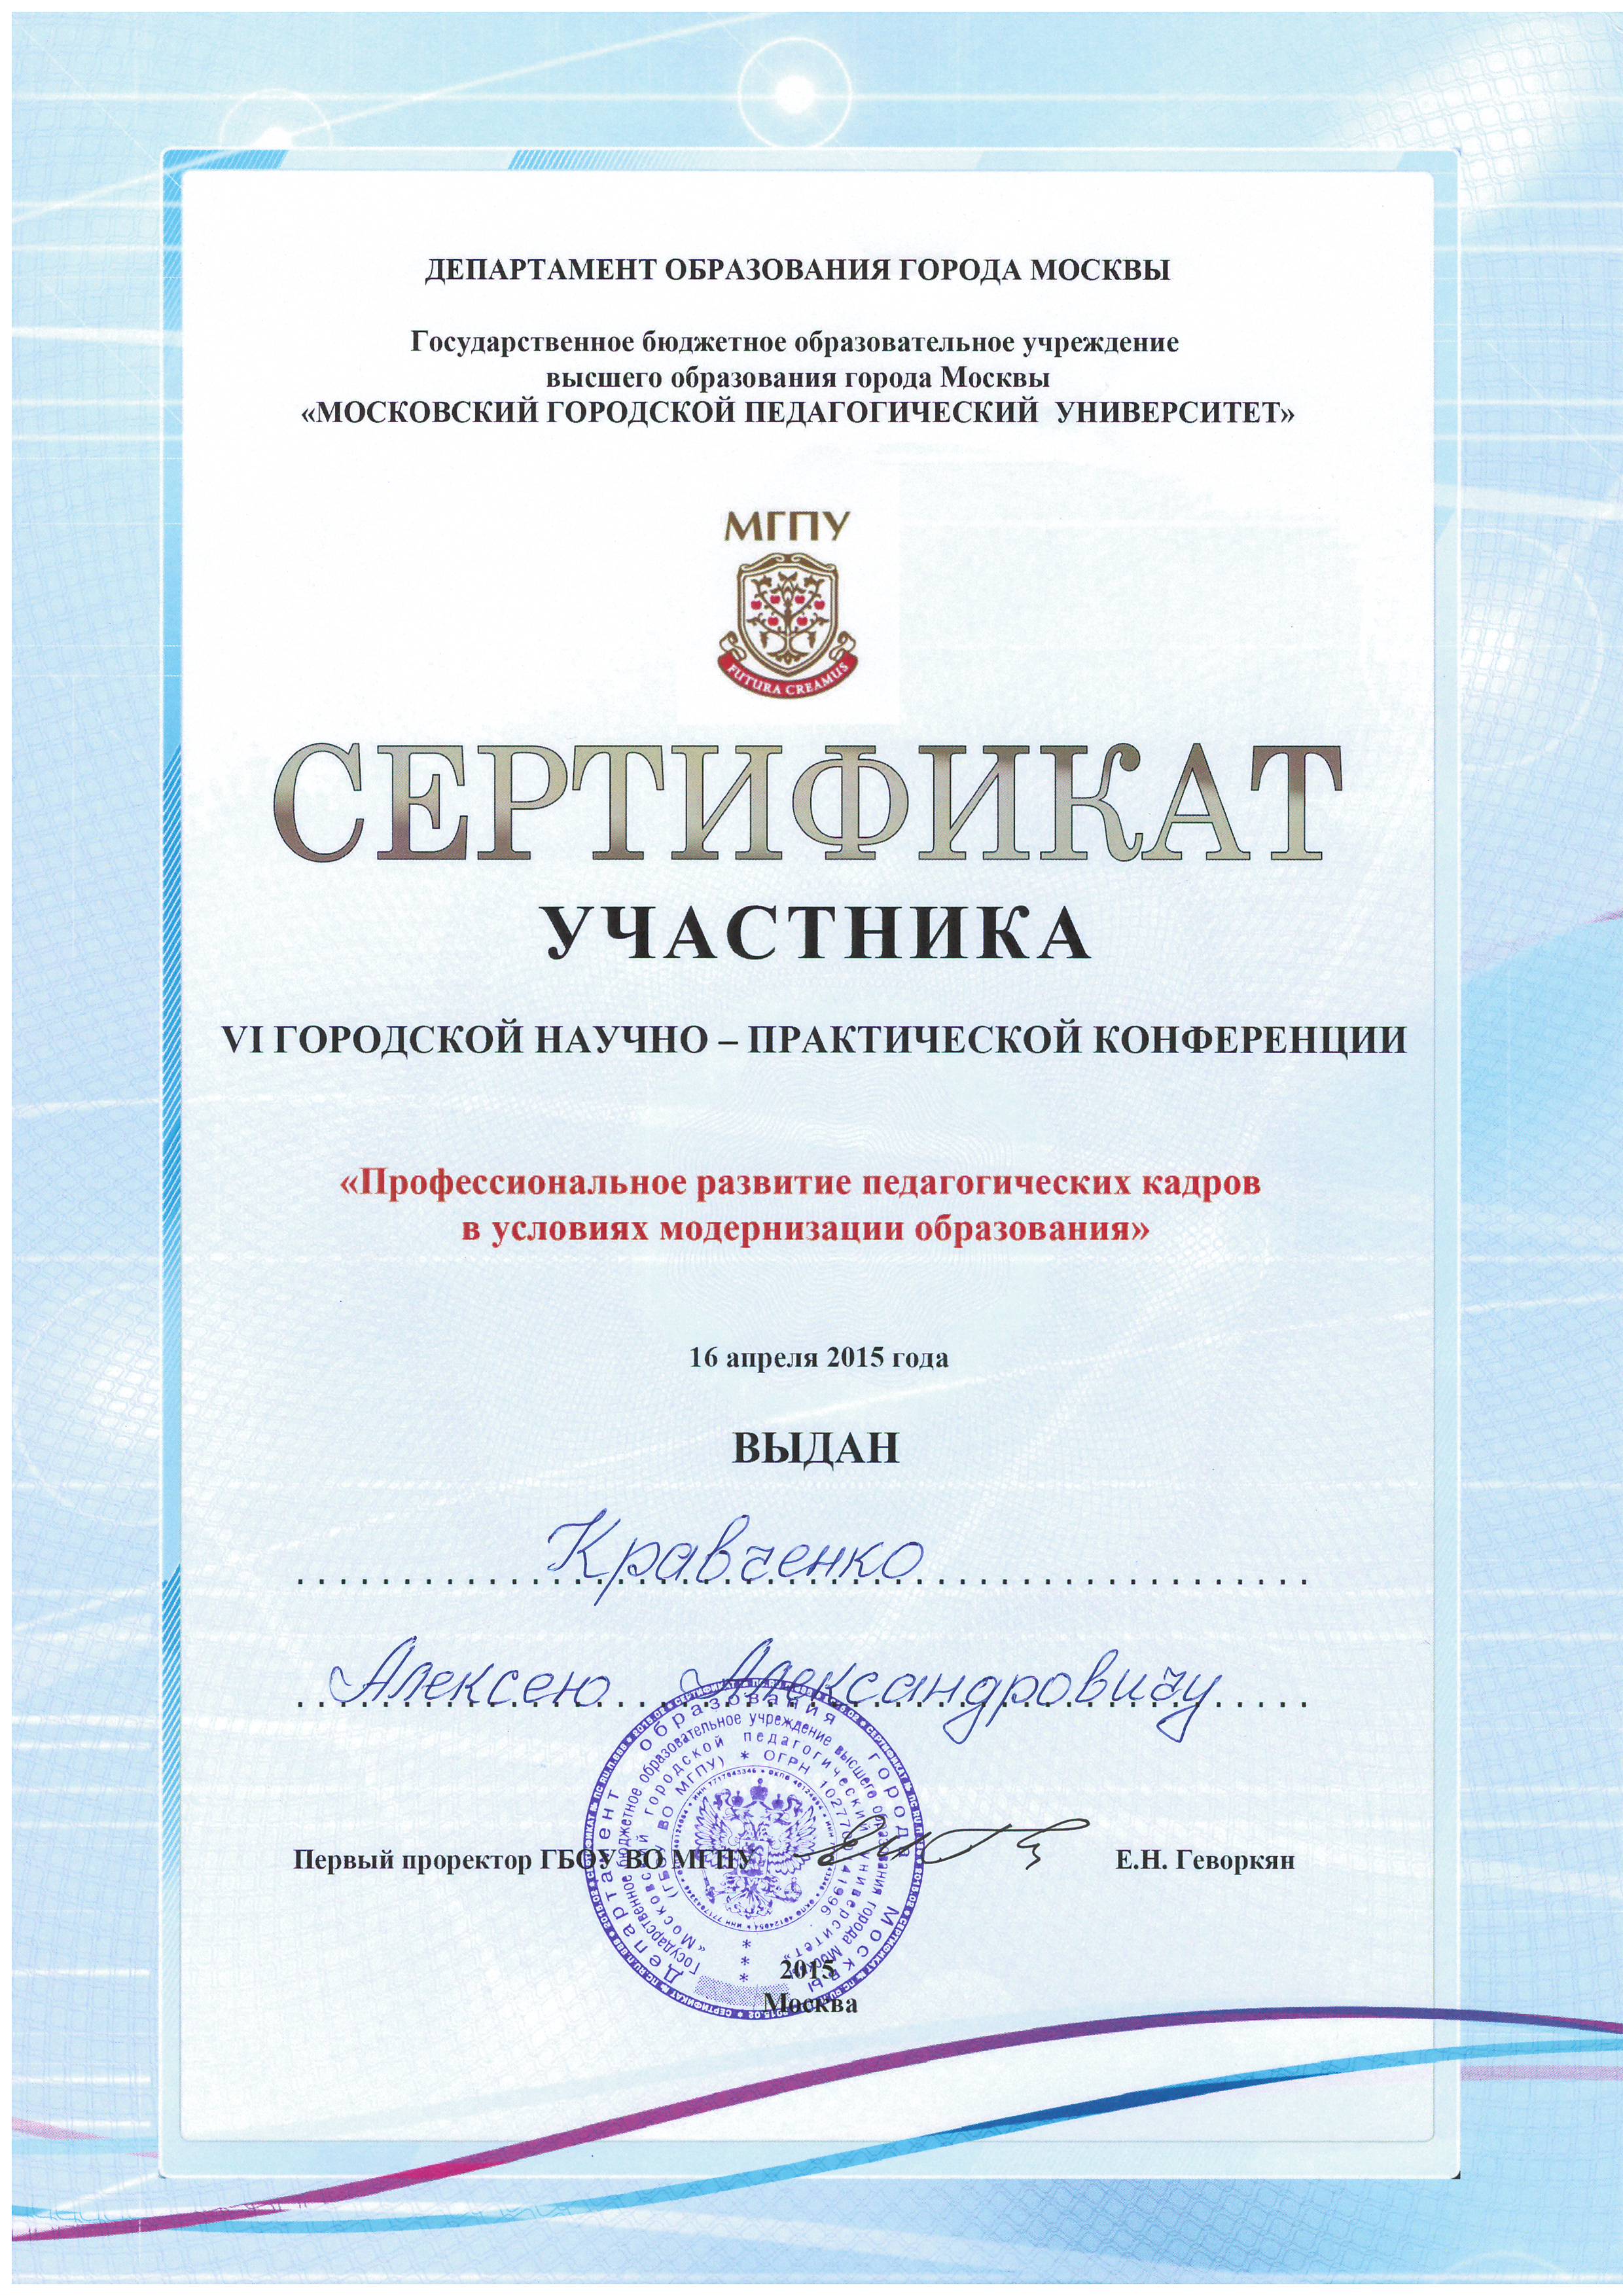 ДЕПАРТАМЕНТ ОБРАЗОВАНИЯ ГОРОДА МОСКВЫ
Государственное бюджетное образовательное учреждение
высшего образования города Москвы
«МОСКОВСКИЙ ГОРОДСКОЙ ПЕДАГОГИЧЕСКИЙ УНИВЕРСИТЕТ»
МГПУ
FUTURA CREAMUS
СЕРТИФИКАТ
УЧАСТНИКА
VI ГОРОДСКОЙ НАУЧНО – ПРАКТИЧЕСКОЙ КОНФЕРЕНЦИИ
«Профессиональное развитие педагогических кадров
в условиях модернизации образования»
16 апреля 2015 года
ВЫДАН
Кравченко
Алексею Александровичу
Первый проректор ГБОУ ВО МГПУ
Е.Н. Геворкян
Департамент образования города Москвы
Государственное бюджетное образовательное учреждение высшего образования города Москвы
«Московский городской педагогический университет»
(ГБОУ ВО МГПУ) * ОГРН
2015
Москва